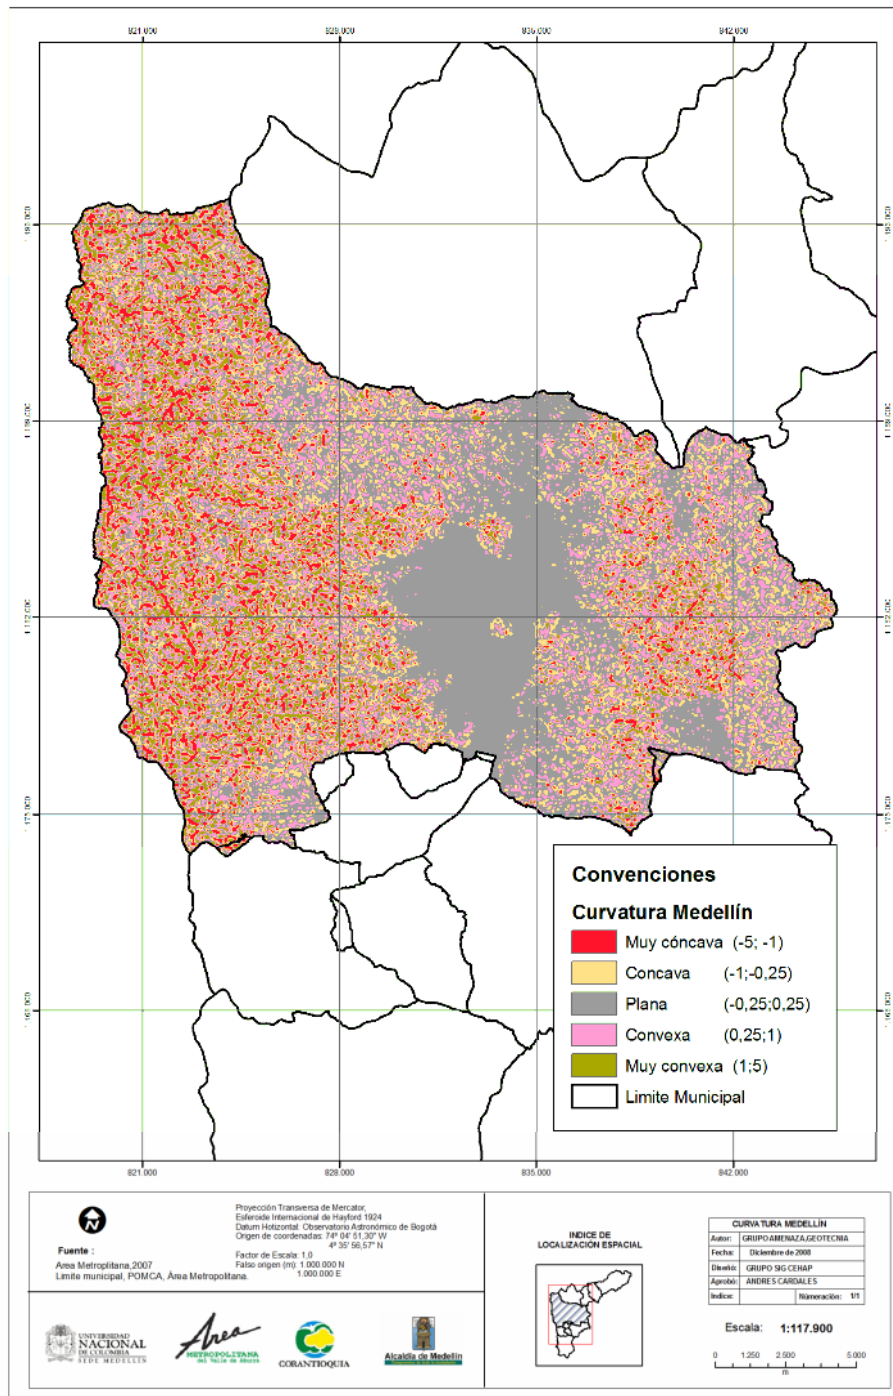 821.000 828.000 835.000 842.000
Convenciones
Curvatura Medellín
Muy cóncava (-5; -1)
Concava (-1;-0,25)
Plana (-0,25;0,25)
Convexa (0,25;1)
Muy convexa (1;5)
Limite Municipal
821.000 828.000 835.000 842.000
N
Fuente :
Area Metroplitana,2007
Limite municipal, POMCA, Área Metropolitana.
Proyección Transversa de Mercator,
Esferoide Internacional de Hayford 1924
Datum Hotizontal: Observatorio Astronómico de Bogotá
Origen de coordenadas: 74º 04' 51,30" W
4º 35' 56,57" N
Factor de Escala: 1,0
Falso origen (m): 1.000.000 N
1.000.000 E
UNIVERSIDAD
NACIONAL
DE COLOMBIA
SEDE MEDELLÍN
Area
METROPOLITANA
del Valle de Aburrá
CORANTIOQUIA
Alcaldía de Medellín
INDICE DE
LOCALIZACIÓN ESPACIAL
CURVATURA MEDELLÍN
Autor: GRUPO AMENAZA,GEOTECNIA
Fecha: Diciembre de 2008
Diseñó: GRUPO SIG CEHAP
Aprobó: ANDRES CARDALES
Indice: Númeración: 1/1
Escala: 1:117.900
0 1.250 2.500 5.000
m